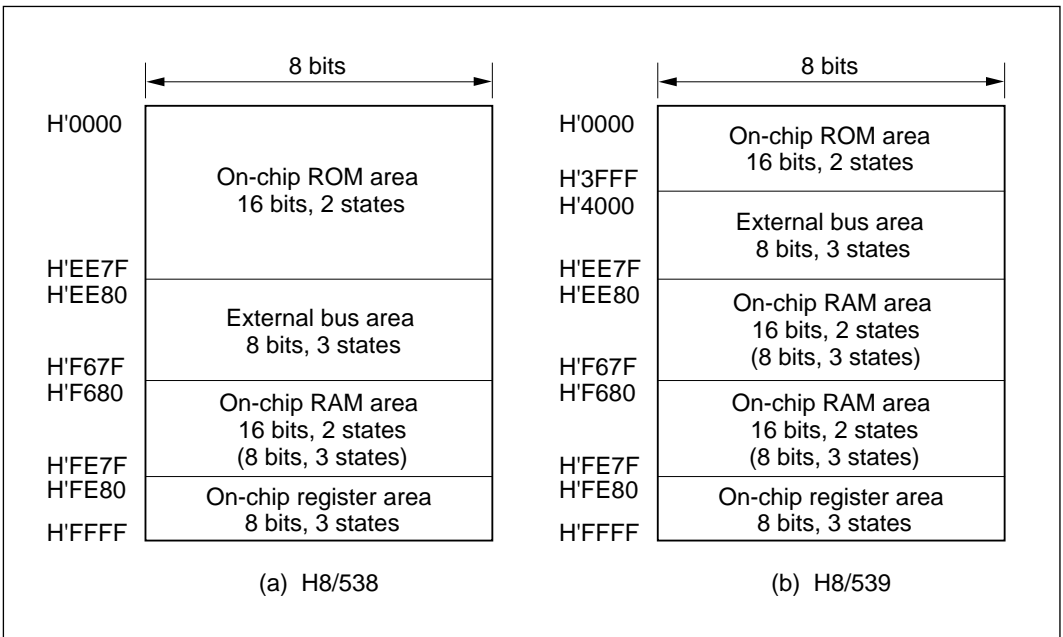 8 bits
H'0000
On-chip ROM area
16 bits, 2 states
H'EE7F
H'EE80
External bus area
8 bits, 3 states
H'F67F
H'F680
On-chip RAM area
16 bits, 2 states
(8 bits, 3 states)
H'FE7F
H'FE80
On-chip register area
8 bits, 3 states
H'FFFF
(a) H8/538
8 bits
H'0000
On-chip ROM area
16 bits, 2 states
H'3FFF
H'4000
External bus area
8 bits, 3 states
H'EE7F
H'EE80
On-chip RAM area
16 bits, 2 states
(8 bits, 3 states)
H'F67F
H'F680
On-chip RAM area
16 bits, 2 states
(8 bits, 3 states)
H'FE7F
H'FE80
On-chip register area
8 bits, 3 states
H'FFFF
(b) H8/539